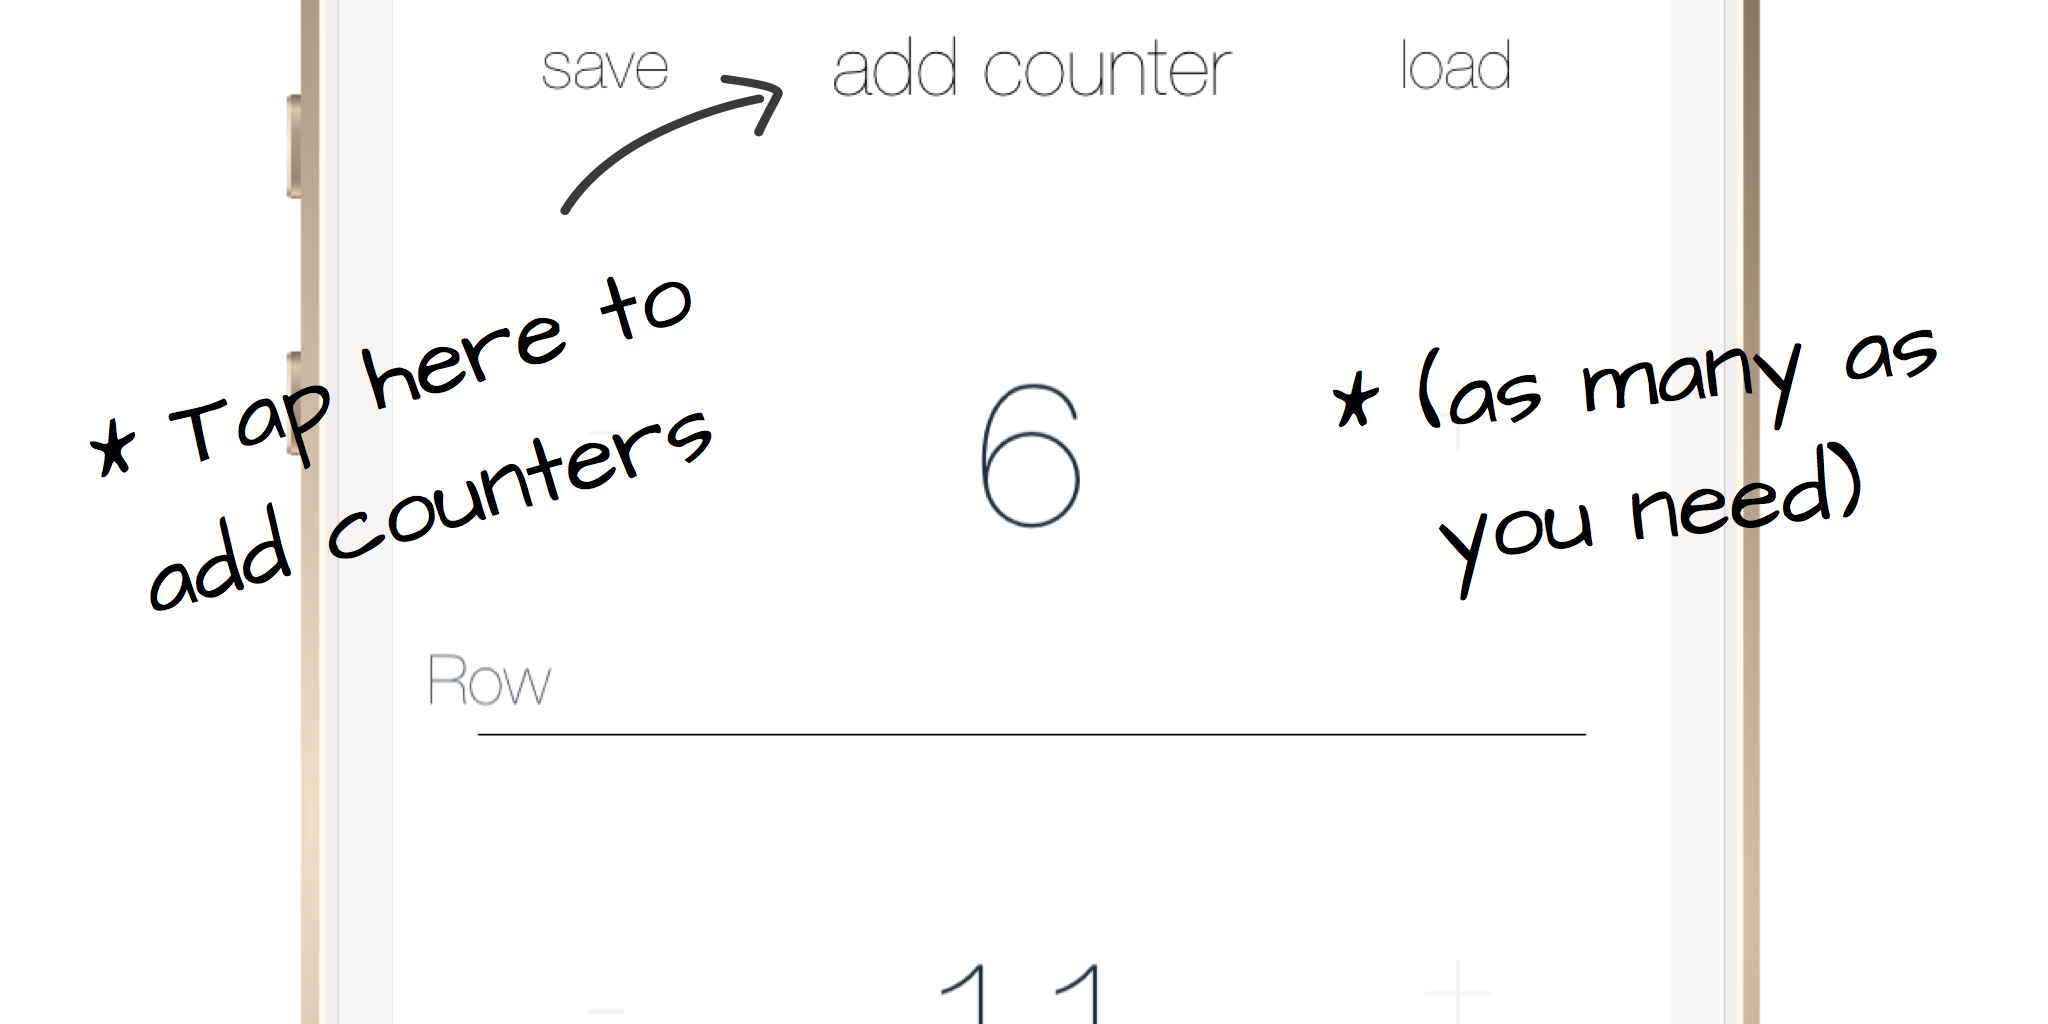 save add counter load
* Tap here to
add counters
6
* (as many as
you need)
Row
11